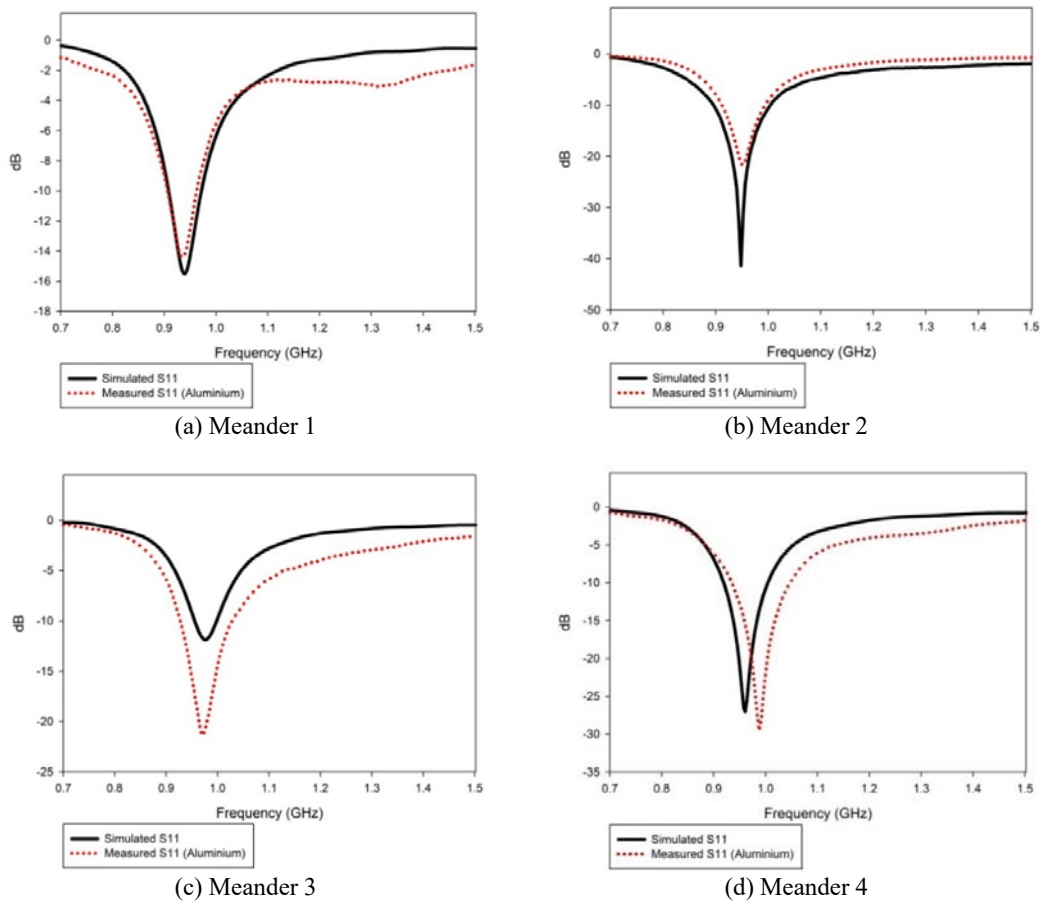 0
-2
-4
-6
-8
-10
-12
-14
-16
-18
dB
0.7 0.8 0.9 1.0 1.1 1.2 1.3 1.4 1.5
Frequency (GHz)
Simulated S11
Measured S11 (Aluminium)
(a) Meander 1
0
-10
-20
-30
-40
-50
dB
0.7 0.8 0.9 1.0 1.1 1.2 1.3 1.4 1.5
Frequency (GHz)
Simulated S11
Measured S11 (Aluminium)
(b) Meander 2
0
-5
-10
-15
-20
-25
dB
0.7 0.8 0.9 1.0 1.1 1.2 1.3 1.4 1.5
Frequency (GHz)
Simulated S11
Measured S11 (Aluminium)
(c) Meander 3
0
-5
-10
-15
-20
-25
-30
-35
dB
0.7 0.8 0.9 1.0 1.1 1.2 1.3 1.4 1.5
Frequency (GHz)
Simulated S11
Measured S11 (Aluminium)
(d) Meander 4